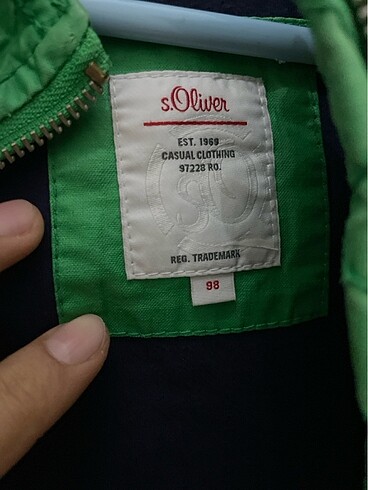 s.Oliver
EST. 1969
CASUAL CLOTHING
97228 RO.
REG. TRADEMARK
98